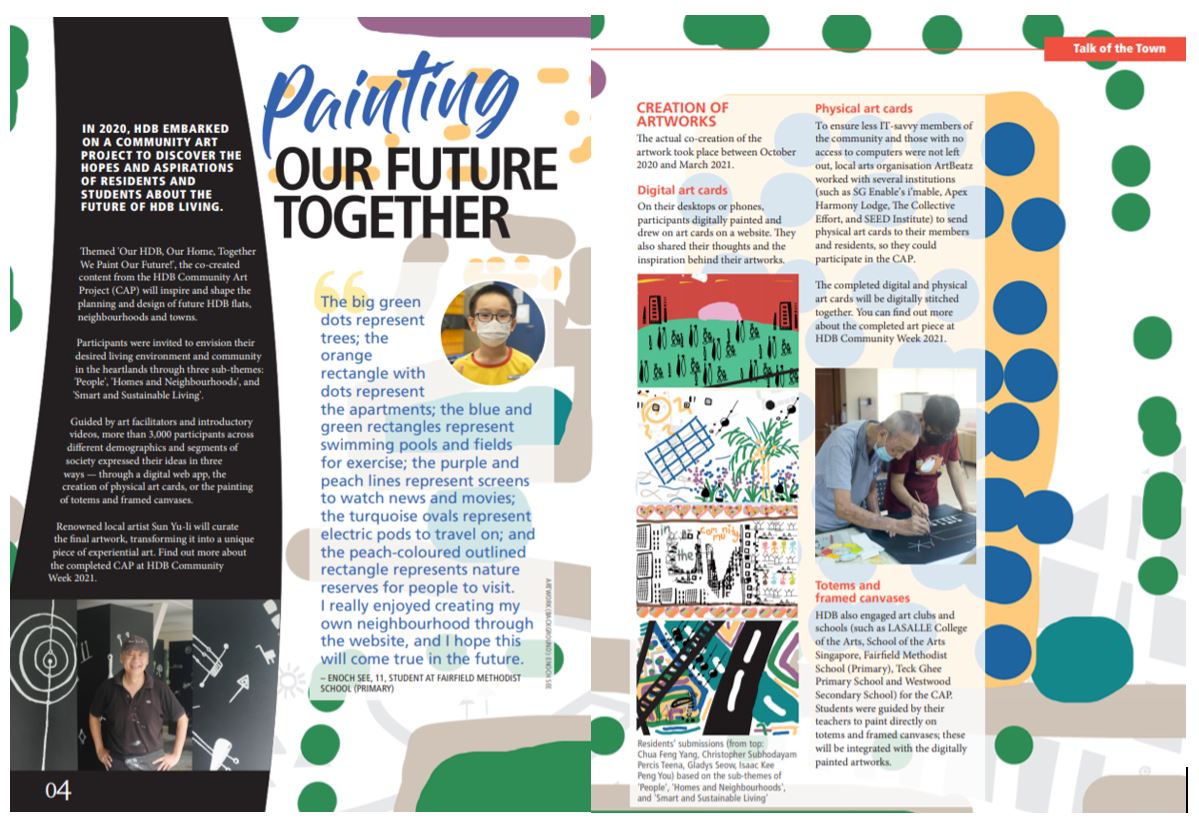 IN 2020, HDB EMBARKED
ON A COMMUNITY ART
PROJECT TO DISCOVER THE
HOPES AND ASPIRATIONS
OF RESIDENTS AND
STUDENTS ABOUT THE
FUTURE OF HDB LIVING.
Themed 'Our HDB, Our Home, Together
We Paint Our Future!', the co-created
content from the HDB Community Art
Project (CAP) will inspire and shape the
planning and design of future HDB flats,
neighbourhoods and towns.
Participants were invited to envision their
desired living environment and community
in the heartlands through three sub-themes:
'People', 'Homes and Neighbourhoods', and
'Smart and Sustainable Living'.
Guided by art facilitators and introductory
videos, more than 3,000 participants across
different demographics and segments of
society expressed their ideas in three
ways — through a digital web app, the
creation of physical art cards, or the painting
of totems and framed canvases.
Renowned local artist Sun Yu-li will curate
the final artwork, transforming it into a unique
piece of experiential art. Find out more about
the completed CAP at HDB Community
Week 2021.
04
Painting
OUR FUTURE
TOGETHER
“
The big green
dots represent
trees; the
orange
rectangle with
dots represent
the apartments; the blue and
green rectangles represent
swimming pools and fields
for exercise; the purple and
peach lines represent screens
to watch news and movies;
the turquoise ovals represent
electric pods to travel on; and
the peach-coloured outlined
rectangle represents nature
reserves for people to visit.
I really enjoyed creating my
own neighbourhood through
the website, and I hope this
will come true in the future.
– ENOCH SEE, 11, STUDENT AT FAIRFIELD METHODIST
SCHOOL (PRIMARY)
ARTWORK (BACKGROUND): ENOCH SEE
Talk of the Town
CREATION OF
ARTWORKS
The actual co-creation of the
artwork took place between October
2020 and March 2021.
Digital art cards
On their desktops or phones,
participants digitally painted and
drew on art cards on a website. They
also shared their thoughts and the
inspiration behind their artworks.
in
the
community
Residents' submissions (from top:
Chua Feng Yang, Christopher Subhodayam
Percis Teena, Gladys Seow, Isaac Kee
Peng You) based on the sub-themes of
'People', 'Homes and Neighbourhoods',
and 'Smart and Sustainable Living'
Physical art cards
To ensure less IT-savvy members of
the community and those with no
access to computers were not left
out, local arts organisation ArtBeatz
worked with several institutions
(such as SG Enable's i'mable, Apex
Harmony Lodge, The Collective
Effort, and SEED Institute) to send
physical art cards to their members
and residents, so they could
participate in the CAP.
The completed digital and physical
art cards will be digitally stitched
together. You can find out more
about the completed art piece at
HDB Community Week 2021.
Totems and
framed canvases
HDB also engaged art clubs and
schools (such as LASALLE College
of the Arts, School of the Arts
Singapore, Fairfield Methodist
School (Primary), Teck Ghee
Primary School and Westwood
Secondary School) for the CAP.
Students were guided by their
teachers to paint directly on
totems and framed canvases; these
will be integrated with the digitally
painted artworks.